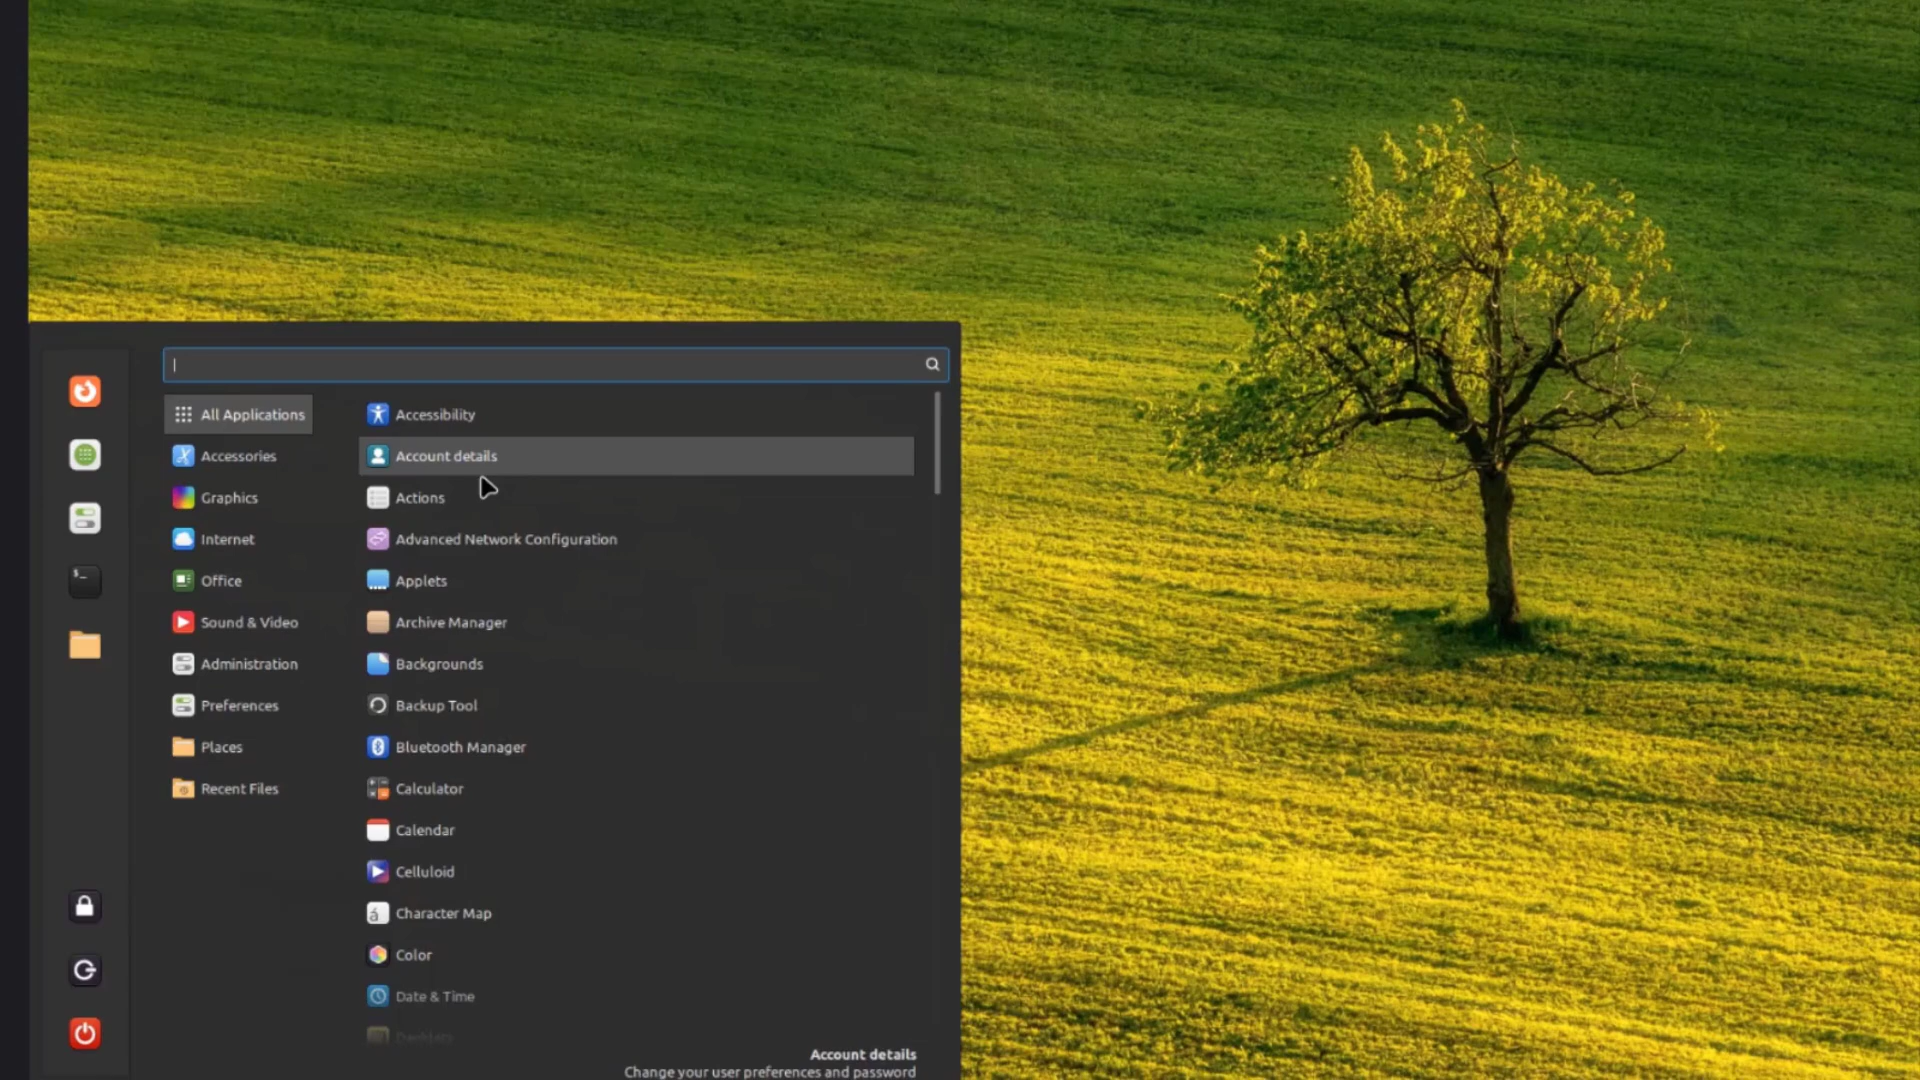 All Applications
Accessories
Graphics
Internet
Office
Sound & Video
Administration
Preferences
Places
Recent Files
Accessibility
Account details
Actions
Advanced Network Configuration
Applets
Archive Manager
Backgrounds
Backup Tool
Bluetooth Manager
Calculator
Calendar
Celluloid
Character Map
Color
Date & Time
Desklets
Account details
Change your user preferences and password